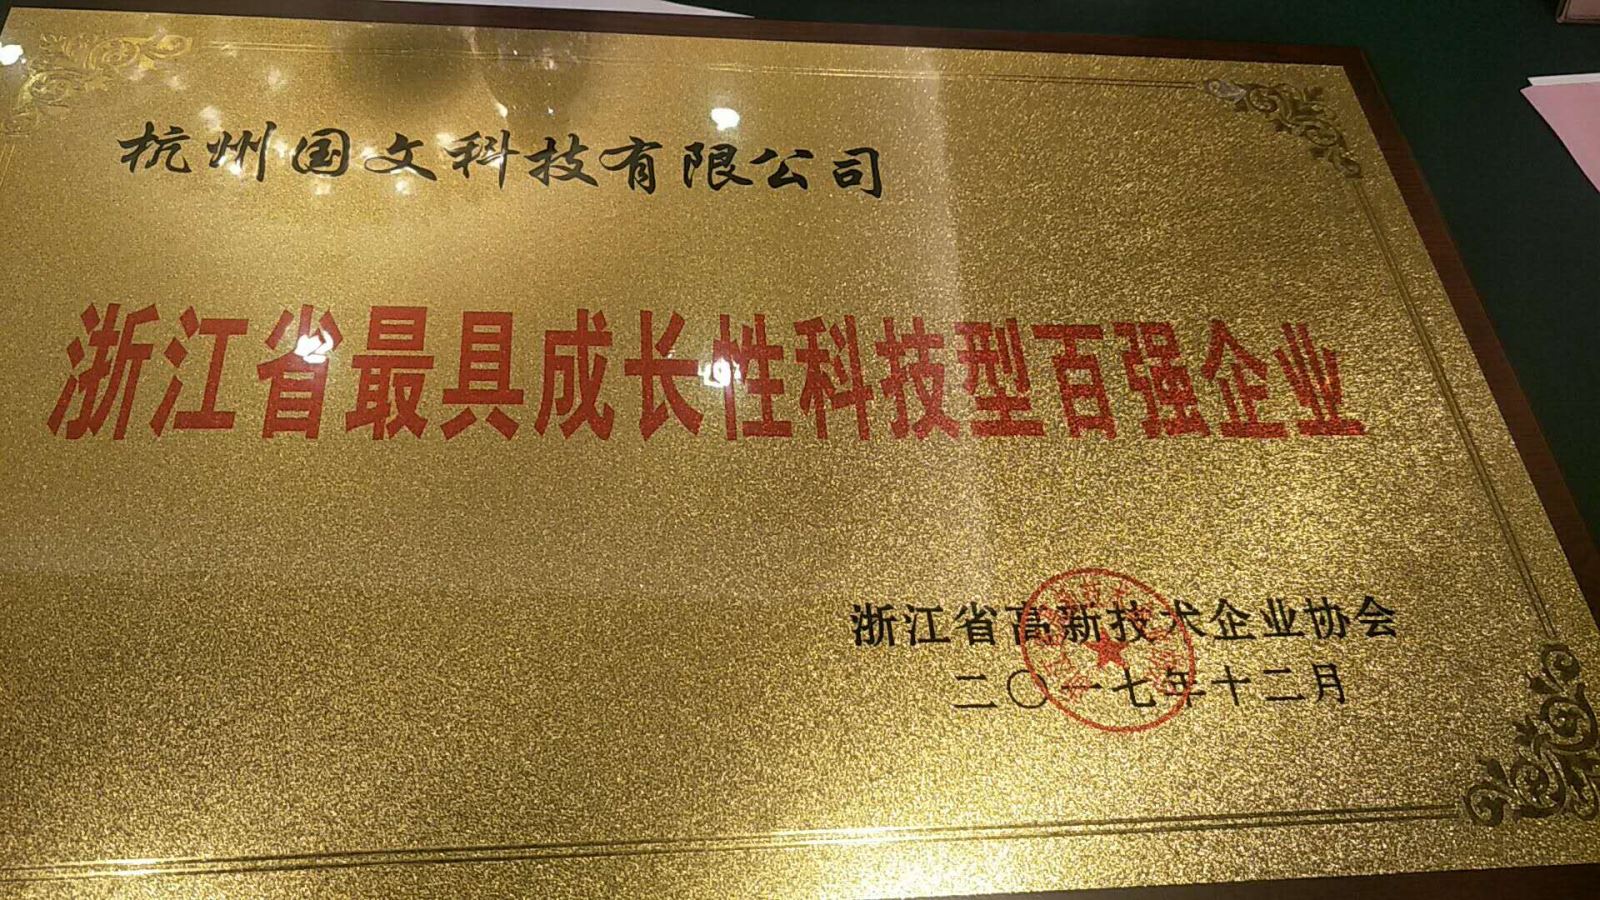 杭州国文科技有限公司
浙江省最具成长性科技型百强企业
浙江省高新技术企业协会
二〇一七年十二月